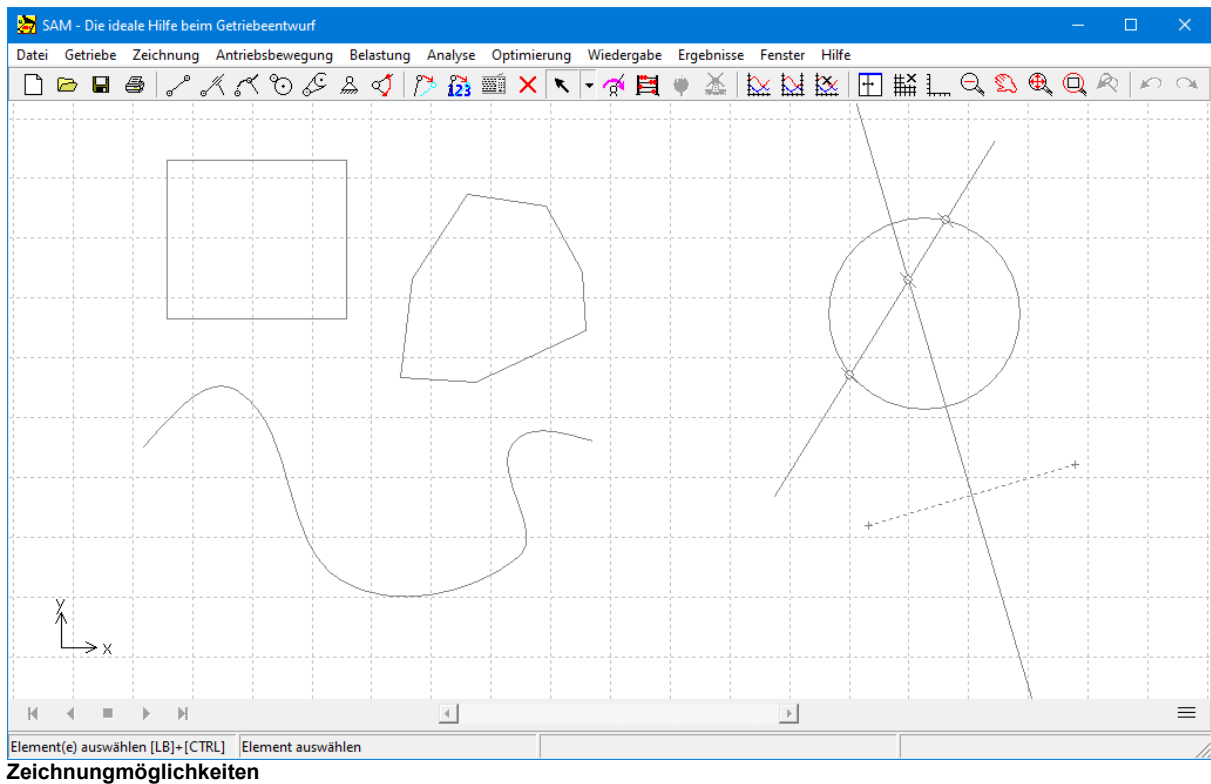 SAM - Die ideale Hilfe beim Getriebeentwurf
Datei Getriebe Zeichnung Antriebsbewegung Belastung Analyse Optimierung Wiedergabe Ergebnisse Fenster Hilfe
123
y
x
Element(e) auswählen [LB]+[CTRL] Element auswählen
Zeichnungmöglichkeiten